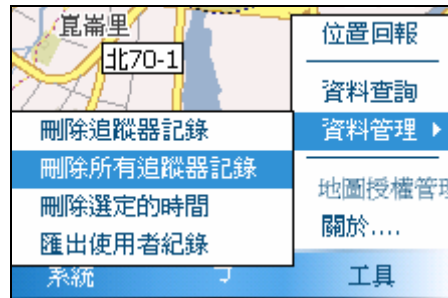 崑崙里
北70-1
位置回報
資料查詢
資料管理
刪除追蹤器記錄
刪除所有追蹤器記錄
刪除選定的時間
匯出使用者紀錄
地圖授權管理
關於....
系統
工具